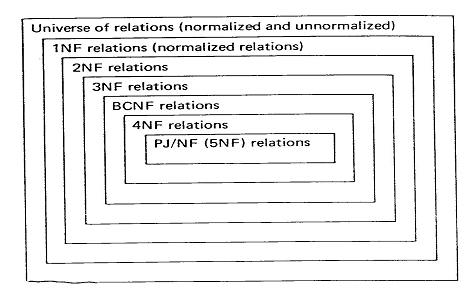 Universe of relations (normalized and unnormalized)
1NF relations (normalized relations)
2NF relations
3NF relations
BCNF relations
4NF relations
PJ/NF (5NF) relations